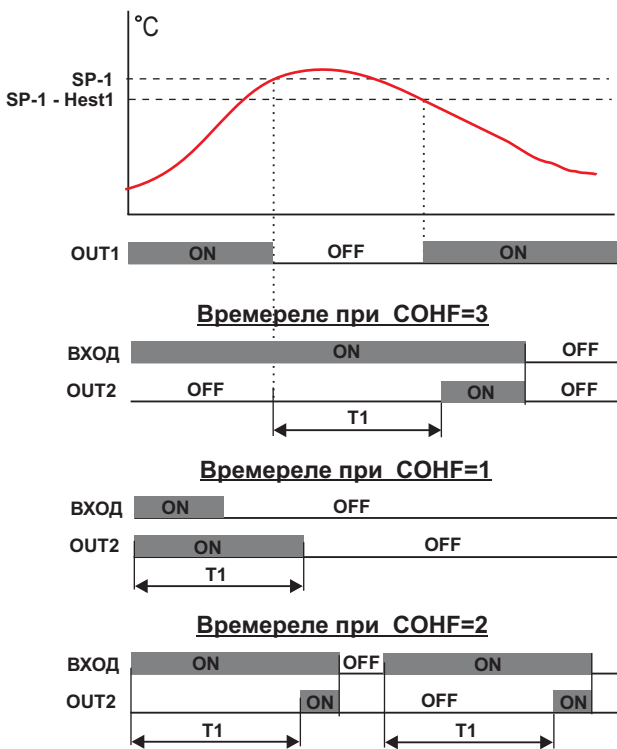 °C
SP-1
SP-1 - Hest1
OUT1 ON OFF ON
Времереле при COHF=3
ВХОД ON OFF
OUT2 OFF ON OFF
T1
Времереле при COHF=1
ВХОД ON OFF
OUT2 ON OFF
T1
Времереле при COHF=2
ВХОД ON OFF ON
OUT2 ON OFF ON
T1 T1